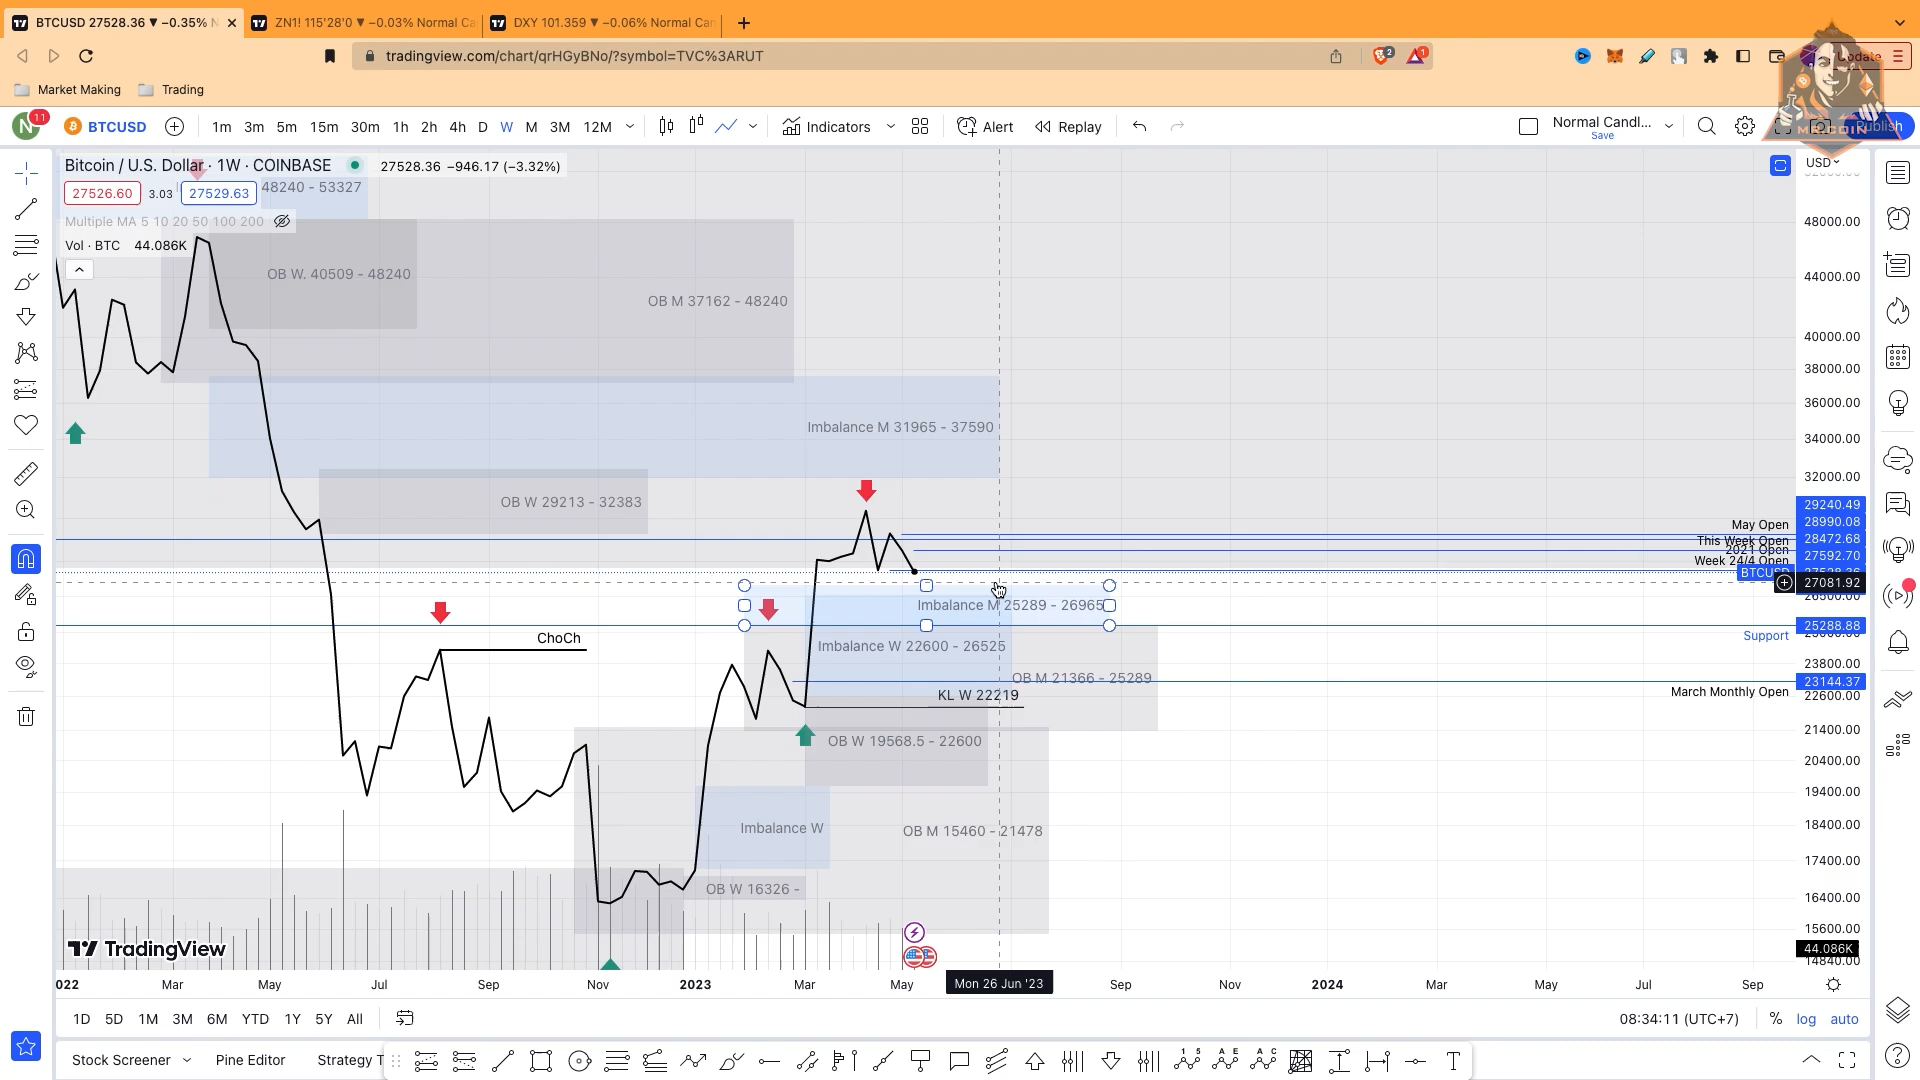 BTCUSD 27528.36 ▼ −0.35% N
ZN1! 115'28'0 ▼ −0.03% Normal Ca
DXY 101.359 ▼ −0.06% Normal Can
tradingview.com/chart/qrHGyBNo/?symbol=TVC%3ARUT
2
1
Update
Market Making
Trading
N
11
BTCUSD
1m 3m 5m 15m 30m 1h 2h 4h D W M 3M 12M
Indicators
Alert
Replay
Normal Candl...
Save
Publish
MECOIN
Bitcoin / U.S. Dollar · 1W · COINBASE
27528.36 −946.17 (−3.32%)
USD
27526.60
3.03
27529.63
48240 - 53327
Multiple MA 5 10 20 50 100 200
Vol · BTC 44.086K
48000.00
OB W. 40509 - 48240
44000.00
OB M 37162 - 48240
40000.00
38000.00
36000.00
Imbalance M 31965 - 37590
34000.00
32000.00
OB W 29213 - 32383
29240.49
May Open
28990.08
This Week Open
28472.68
2021 Open
27592.70
Week 24/4 Open
BTCUSD
27081.92
Imbalance M 25289 - 26965
25288.88
Support
ChoCh
Imbalance W 22600 - 26525
23800.00
OB M 21366 - 25289
23144.37
KL W 22219
March Monthly Open
22600.00
21400.00
OB W 19568.5 - 22600
20400.00
19400.00
Imbalance W
OB M 15460 - 21478
18400.00
17400.00
OB W 16326 -
16400.00
15600.00
TradingView
44.086K
14840.00
022 Mar May Jul Sep Nov 2023 Mar May Mon 26 Jun '23 Sep Nov 2024 Mar May Jul Sep
1D 5D 1M 3M 6M YTD 1Y 5Y All
08:34:11 (UTC+7)
% log auto
Stock Screener
Pine Editor
Strategy T